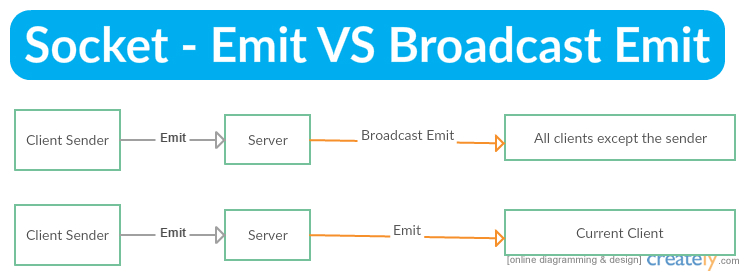 Socket - Emit VS Broadcast Emit
Client Sender Emit Server Broadcast Emit All clients except the sender
Client Sender Emit Server Emit Current Client
[online diagramming & design] creately.com